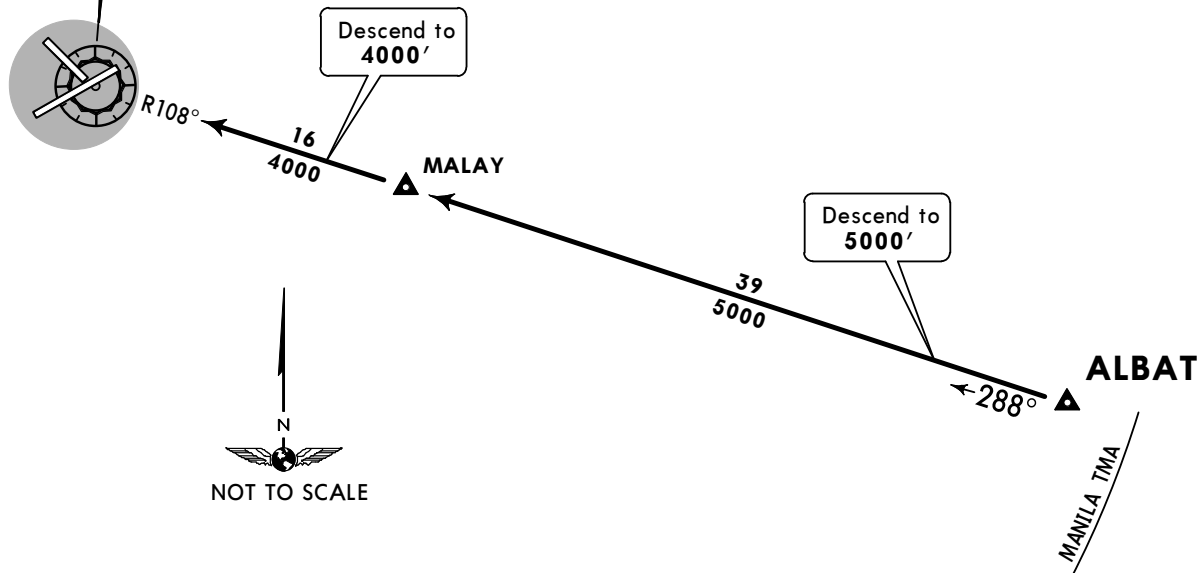 Descend to
4000′
R108°
16
4000
MALAY
Descend to
5000′
39
5000
ALBAT
288°
N
NOT TO SCALE
MANILA TMA